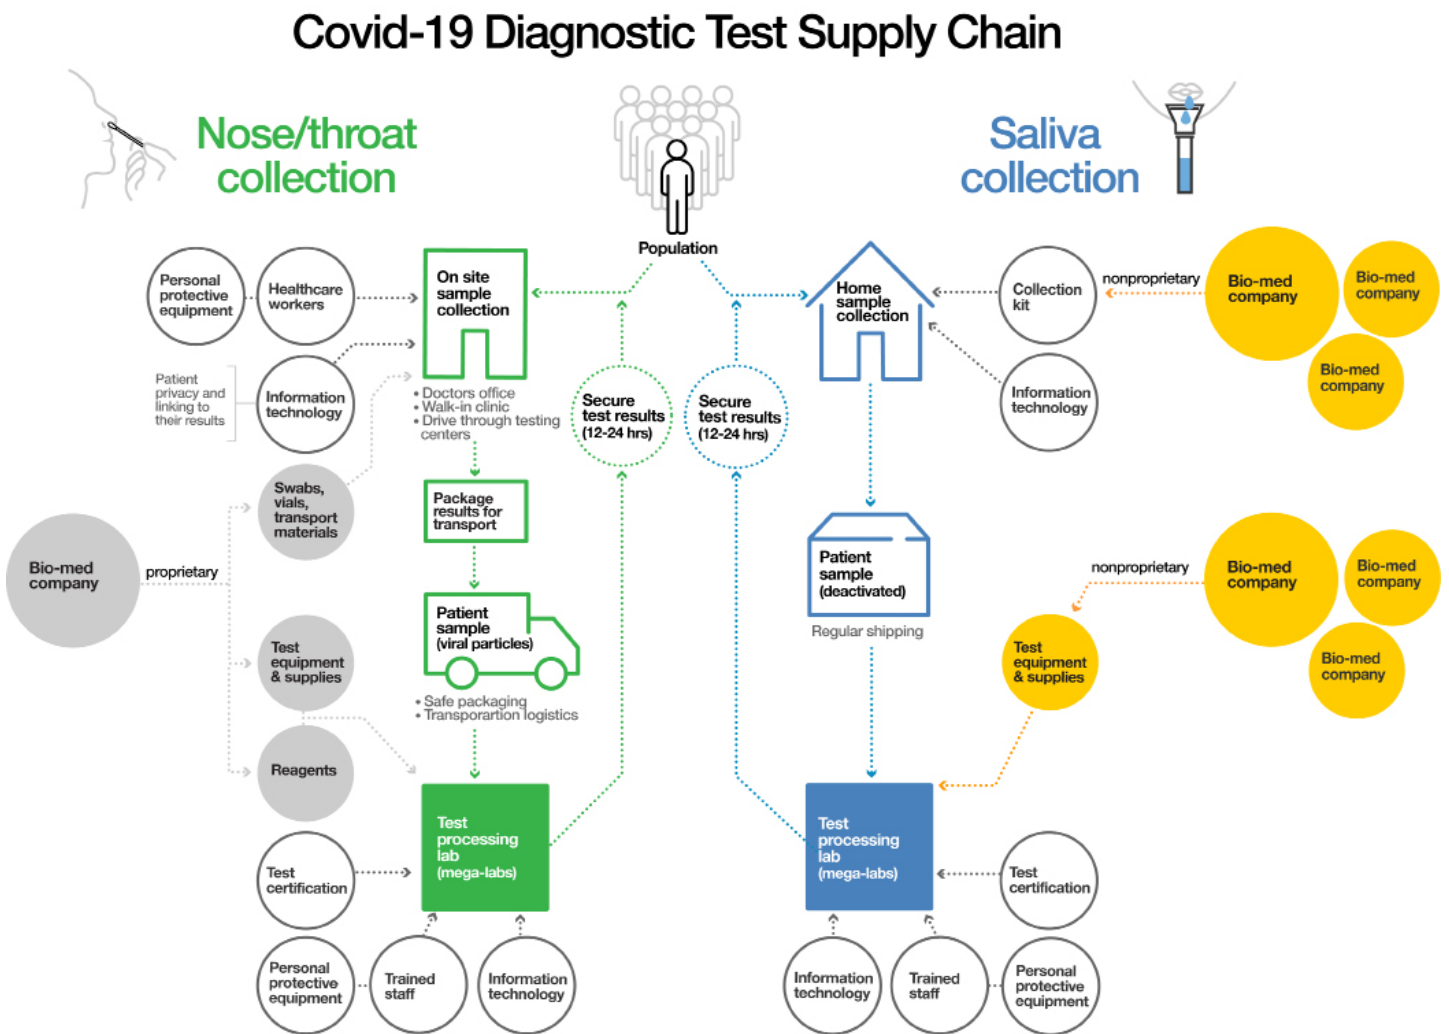 Covid-19 Diagnostic Test Supply Chain
Nose/throat
collection
Population
Saliva
collection
Personal
protective
equipment
Healthcare
workers
Information
technology
Patient
privacy and
linking to
their results
On site
sample
collection
• Doctors office
• Walk-in clinic
• Drive through testing
centers
Swabs,
vials,
transport
materials
Bio-med
company
proprietary
Test
equipment
& supplies
Reagents
Package
results for
transport
Patient
sample
(viral particles)
• Safe packaging
• Transporartion logistics
Test
processing
lab
(mega-labs)
Test
certification
Personal
protective
equipment
Trained
staff
Information
technology
Secure
test results
(12-24 hrs)
Secure
test results
(12-24 hrs)
Home
sample
collection
Collection
kit
nonproprietary
Bio-med
company
Bio-med
company
Bio-med
company
Information
technology
Patient
sample
(deactivated)
Regular shipping
nonproprietary
Bio-med
company
Bio-med
company
Bio-med
company
Test
equipment
& supplies
Test
processing
lab
(mega-labs)
Test
certification
Information
technology
Trained
staff
Personal
protective
equipment